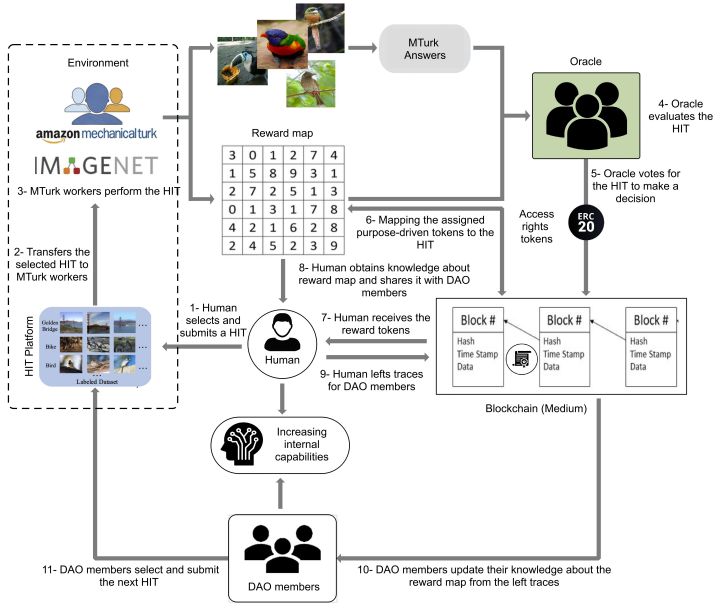 Environment
amazon mechanical turk
IMAGENET
3- MTurk workers perform the HIT
2- Transfers the
selected HIT to
MTurk workers
HIT Platform
Golden
Bridge
...
Bike
...
Bird
...
Labeled Dataset
MTurk
Answers
Reward map
3 0 1 2 7 4
1 5 8 9 3 1
2 7 2 5 1 3
0 1 3 1 7 8
4 2 1 6 2 8
2 4 5 2 3 9
Oracle
4- Oracle
evaluates the
HIT
5- Oracle votes for
the HIT to make a
decision
Access
rights
tokens
ERC
20
6- Mapping the assigned
purpose-driven tokens to the
HIT
8- Human obtains knowledge about
reward map and shares it with DAO
members
1- Human
selects and
submits a HIT
Human
7- Human receives the
reward tokens
9- Human lefts traces
for DAO members
Block #
Hash
Time Stamp
Data
Block #
Hash
Time Stamp
Data
Block #
Hash
Time Stamp
Data
Blockchain (Medium)
Increasing
internal
capabilities
DAO members
11- DAO members select and submit
the next HIT
10- DAO members update their knowledge about the
reward map from the left traces